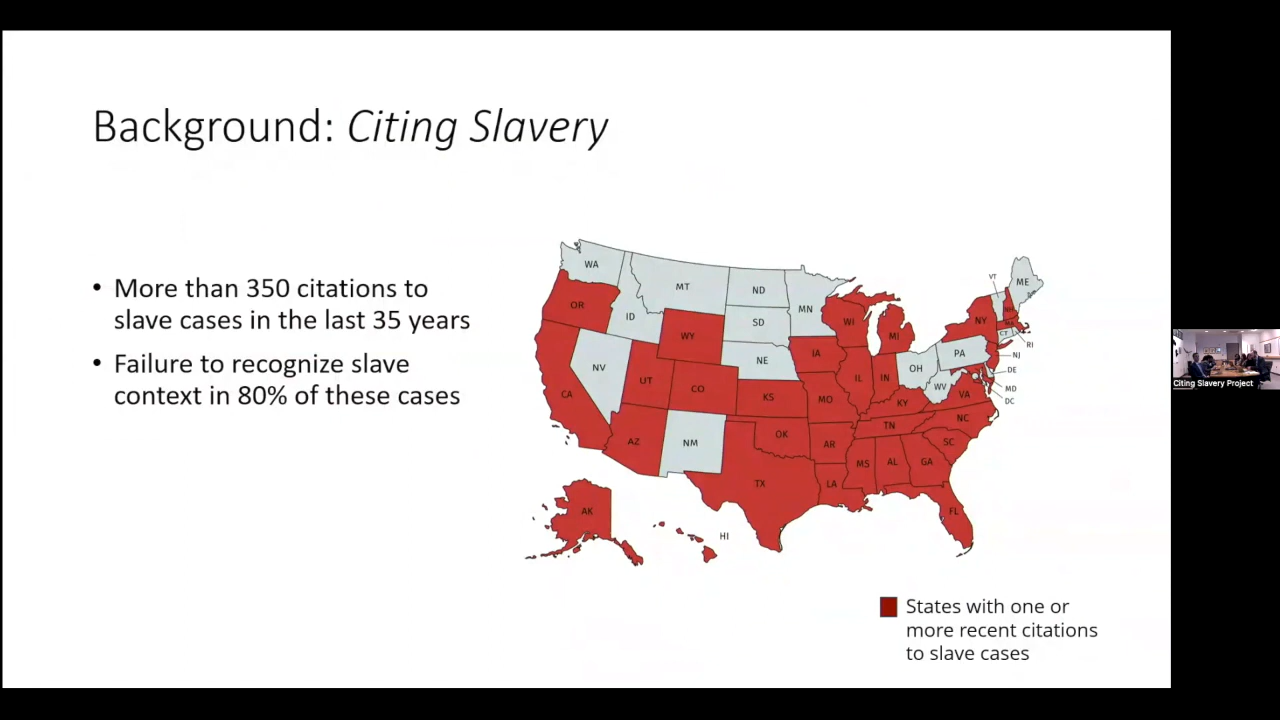 Background: Citing Slavery
• More than 350 citations to
slave cases in the last 35 years
• Failure to recognize slave
context in 80% of these cases
WA
OR
CA
NV
ID
MT
WY
UT
AZ
CO
NM
ND
SD
NE
KS
OK
TX
MN
IA
MO
AR
LA
WI
IL
MI
IN
OH
KY
TN
MS
AL
GA
FL
SC
NC
VA
WV
PA
NY
VT
NH
ME
MA
CT
RI
NJ
DE
MD
DC
AK
HI
States with one or
more recent citations
to slave cases
Citing Slavery Project